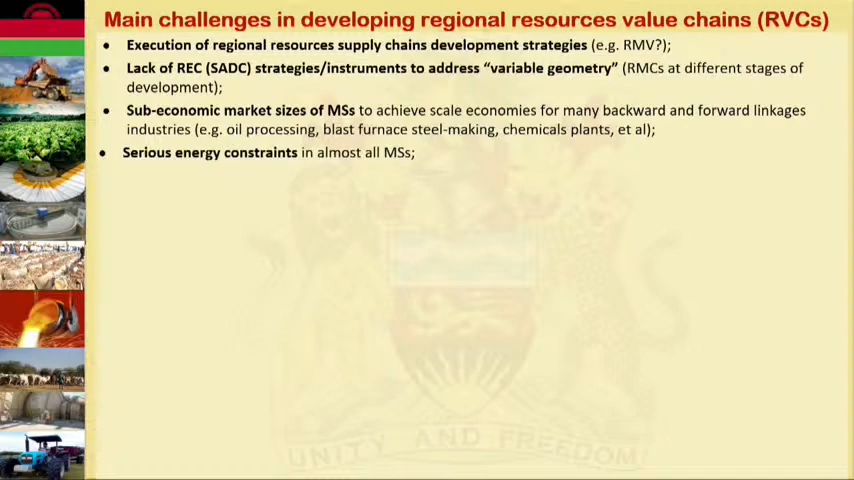 Main challenges in developing regional resources value chains (RVCs)
• Execution of regional resources supply chains development strategies (e.g. RMV?);
• Lack of REC (SADC) strategies/instruments to address “variable geometry” (RMCs at different stages of
development);
• Sub-economic market sizes of MSs to achieve scale economies for many backward and forward linkages
industries (e.g. oil processing, blast furnace steel-making, chemicals plants, et al);
• Serious energy constraints in almost all MSs;
UNITY AND FREEDOM